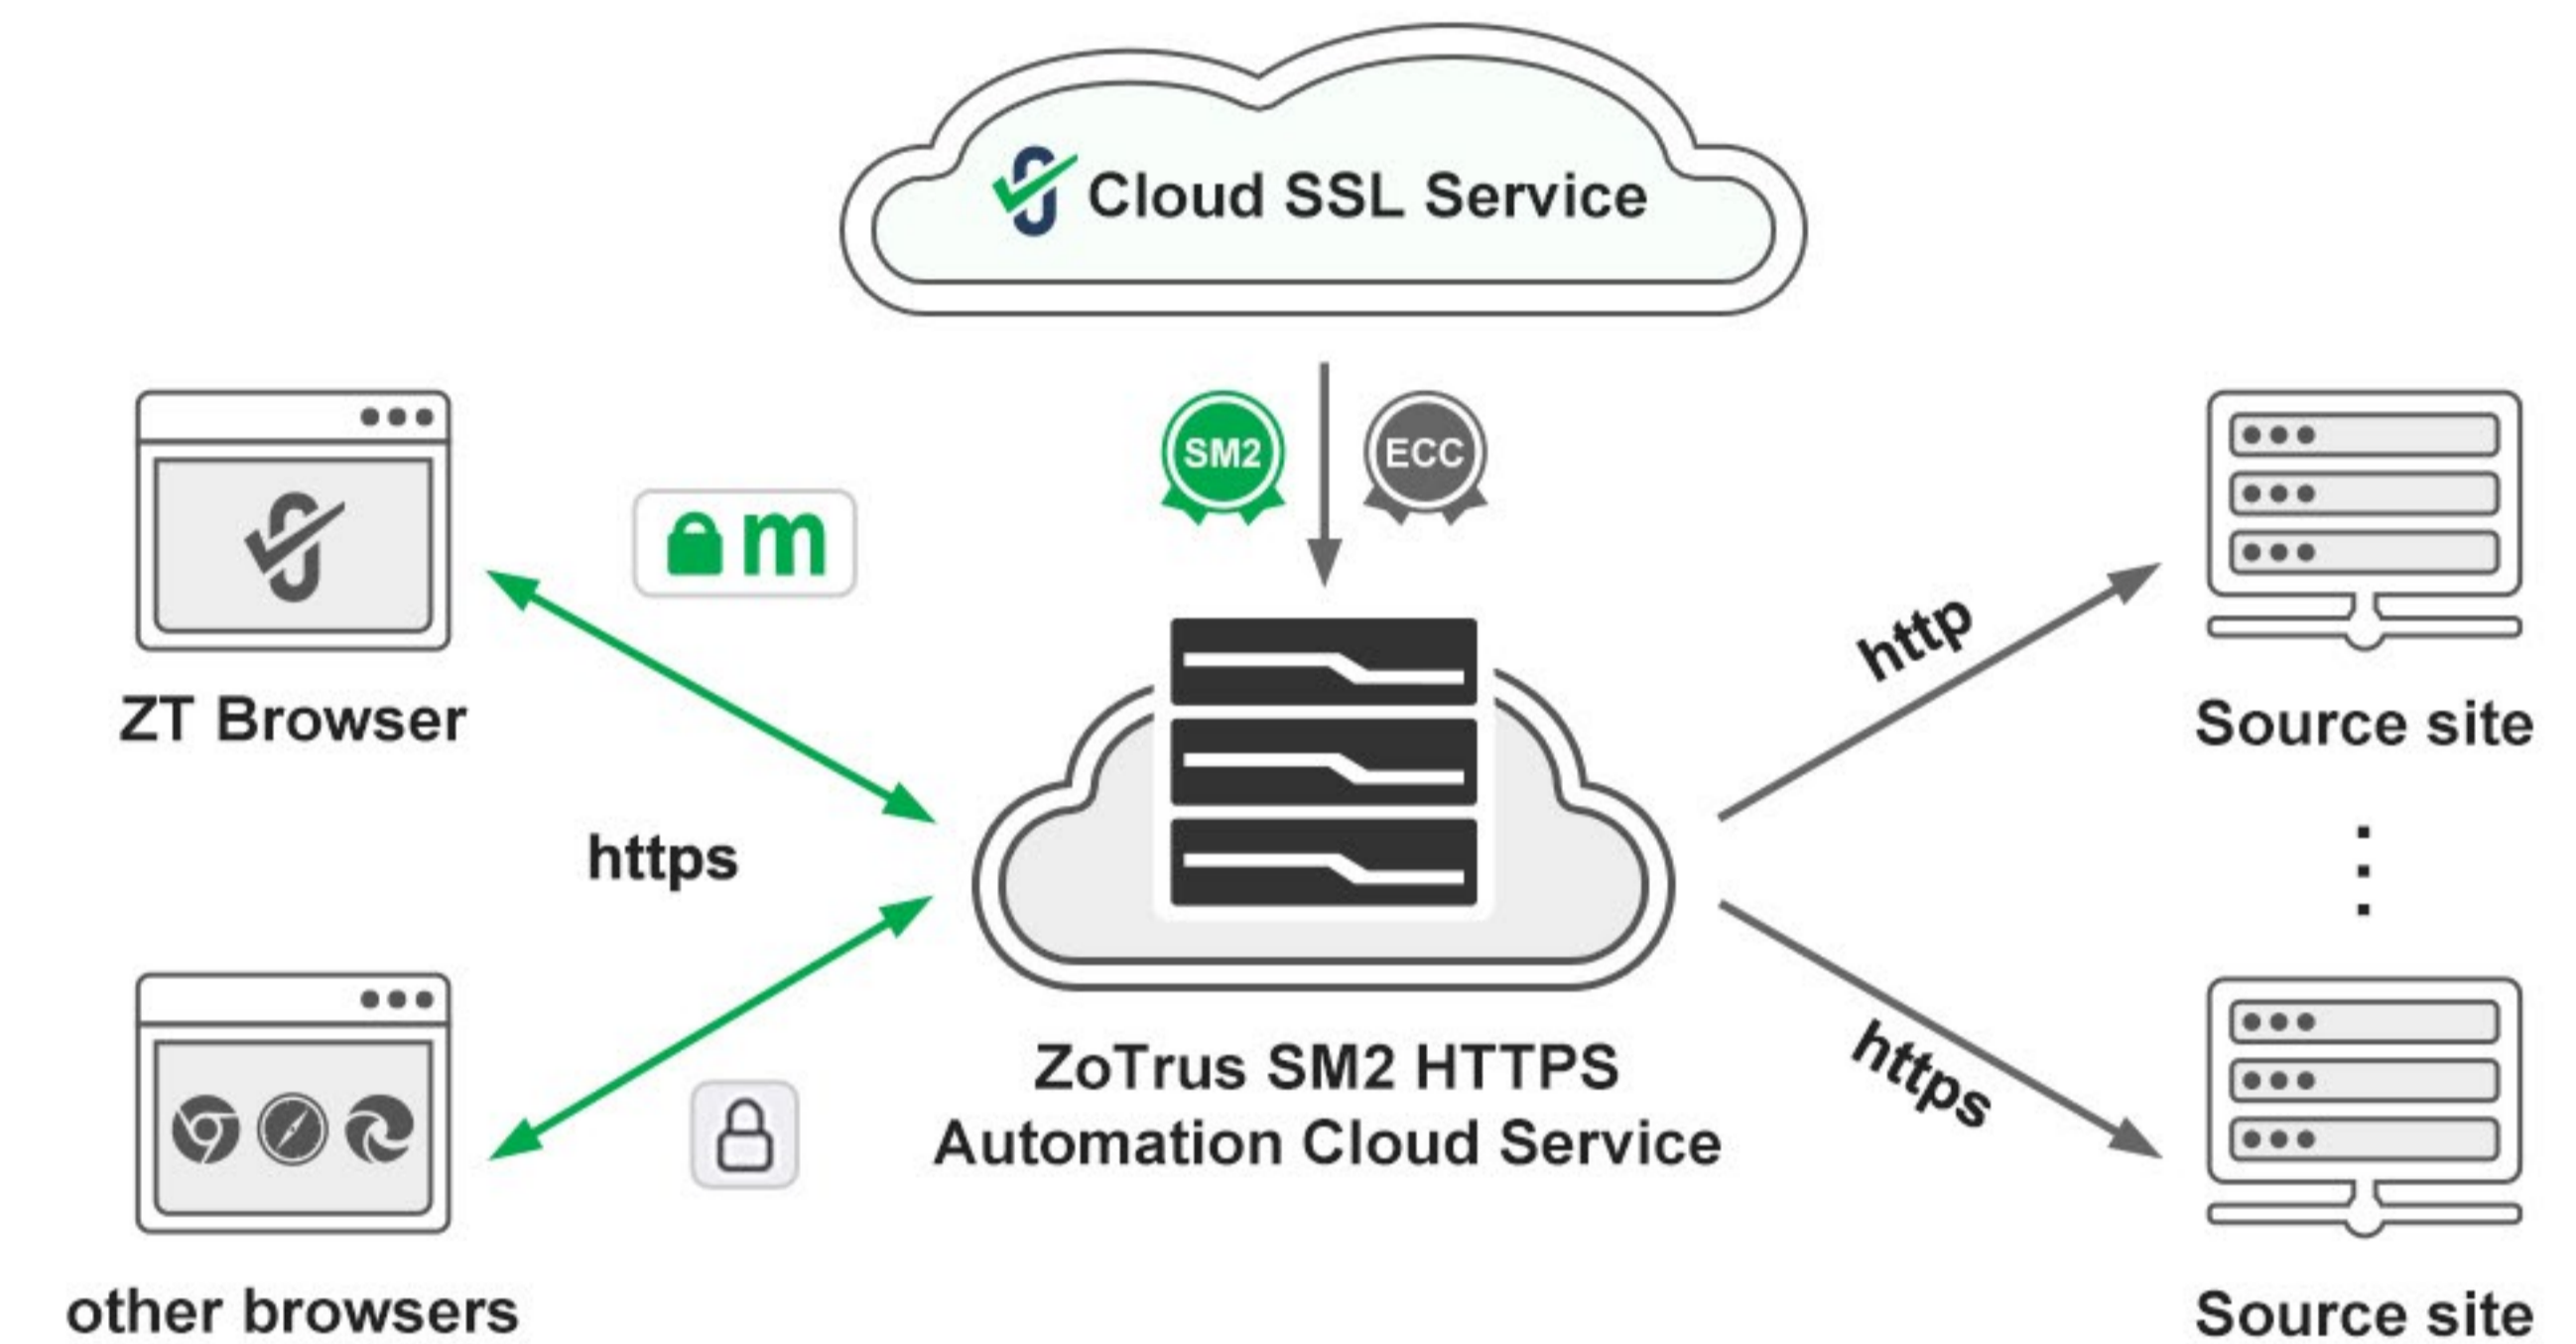 Cloud SSL Service
SM2
ECC
m
http
ZT Browser
Source site
https
ZoTrus SM2 HTTPS
Automation Cloud Service
https
other browsers
Source site